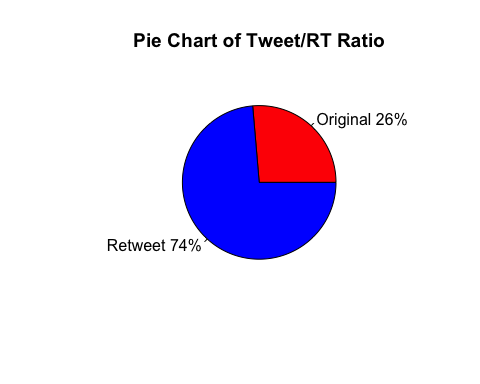 Pie Chart of Tweet/RT Ratio
Original 26%
Retweet 74%